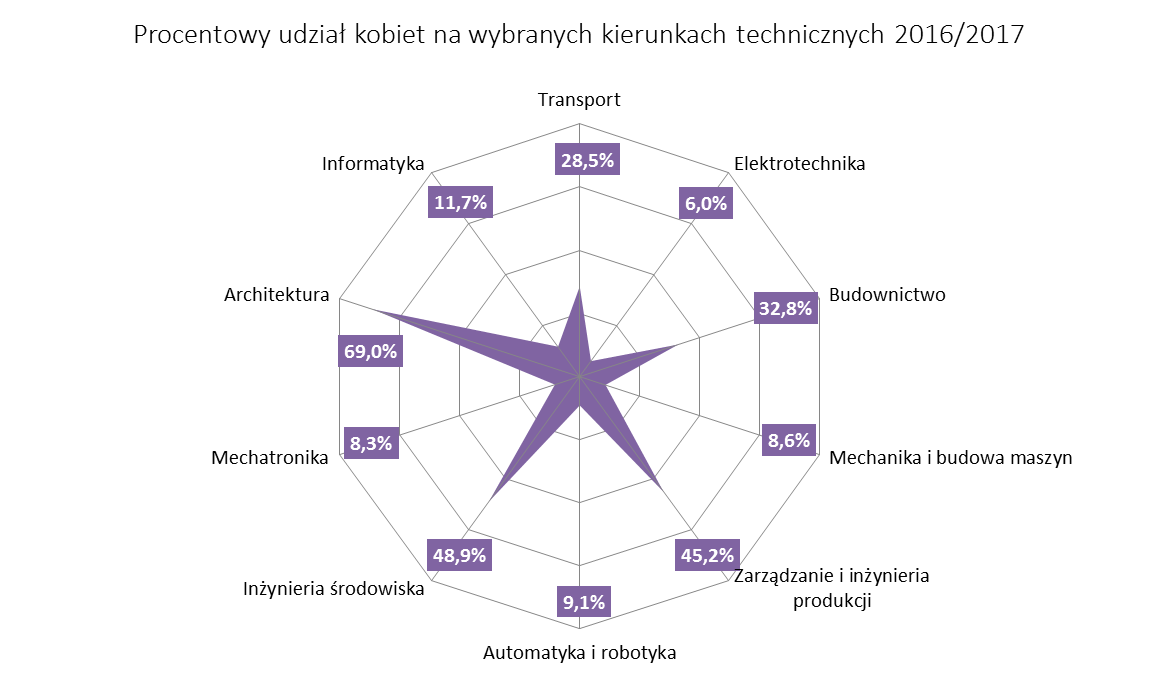 Procentowy udział kobiet na wybranych kierunkach technicznych 2016/2017
Transport
28,5%
Informatyka
Elektrotechnika
11,7%
6,0%
Architektura
Budownictwo
32,8%
69,0%
8,3%
8,6%
Mechatronika
Mechanika i budowa maszyn
48,9%
45,2%
Inżynieria środowiska
Zarządzanie i inżynieria
produkcji
9,1%
Automatyka i robotyka